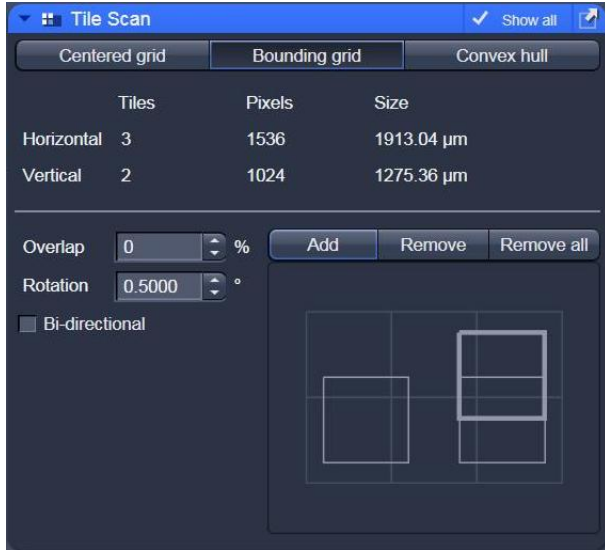 Tile Scan Show all
Centered grid Bounding grid Convex hull
Tiles Pixels Size
Horizontal 3 1536 1913.04 µm
Vertical 2 1024 1275.36 µm
Overlap 0 % Add Remove Remove all
Rotation 0.5000 °
Bi-directional